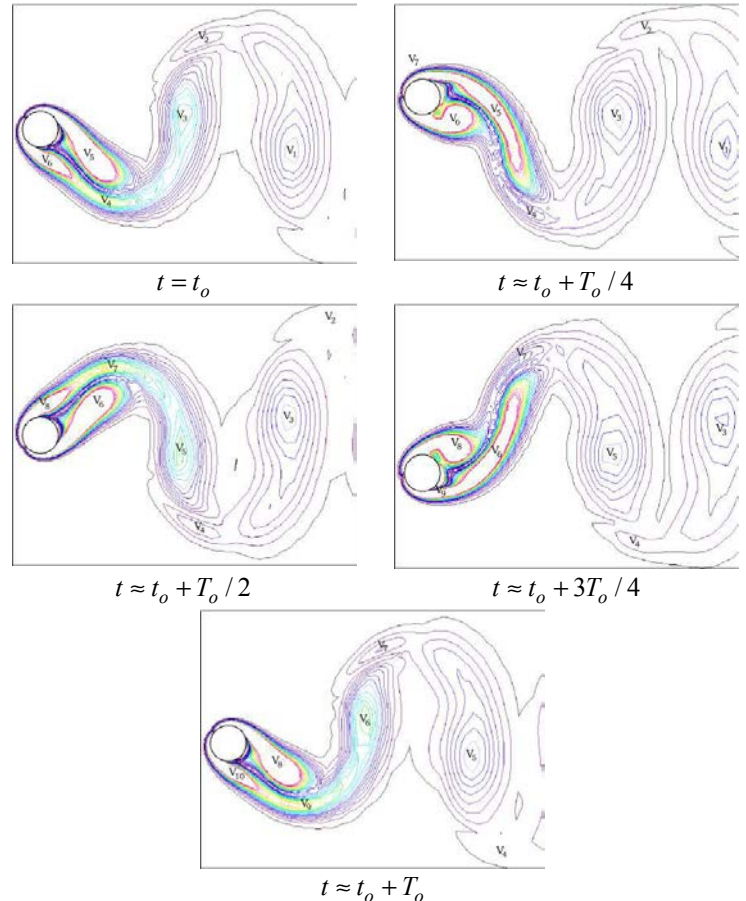 V₂
V₃
V₁
V₅
V₆
V₄
t = tₒ
V₇
V₂
V₅
V₃
V₆
V₁
V₄
t ≈ tₒ + Tₒ / 4
V₂
V₇
V₈
V₆
V₃
V₅
V₄
t ≈ tₒ + Tₒ / 2
V₇
V₃
V₈
V₅
V₉
V₄
t ≈ tₒ + 3Tₒ / 4
V₇
V₆
V₅
V₈
V₁₀
V₉
V₄
t ≈ tₒ + Tₒ